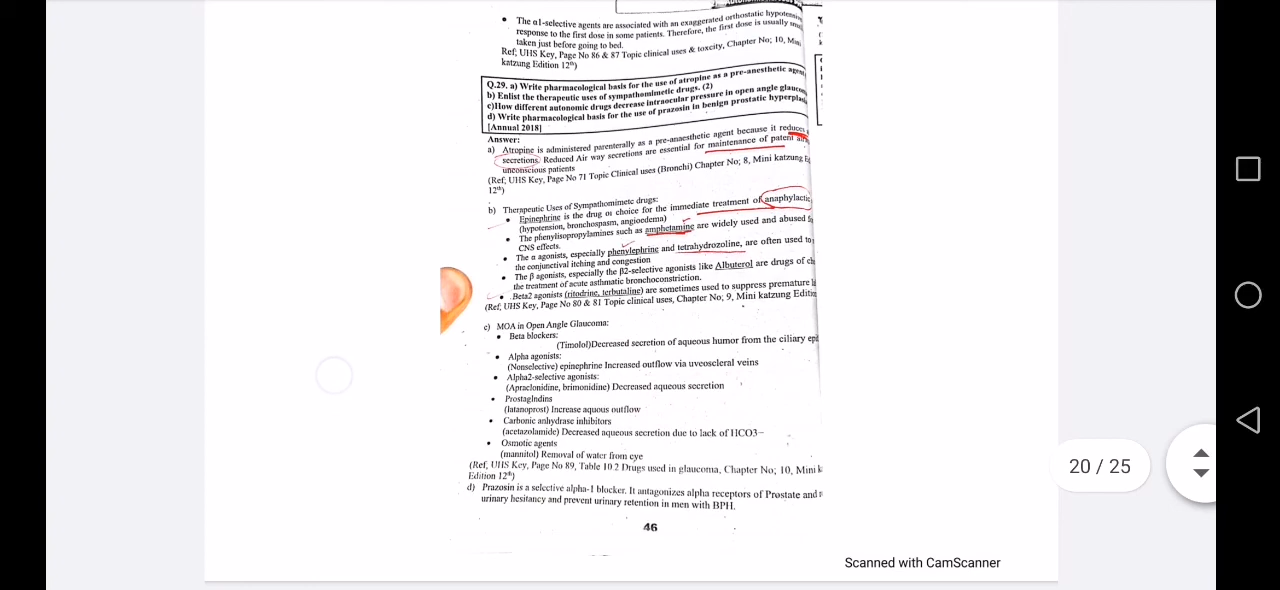 • The α1-selective agents are associated with an exaggerated orthostatic
response to the first dose in some patients. Therefore, the first dose is usually
taken just before going to bed.
Ref; UHS Key, Page No 86 & 87 Topic clinical uses & toxcity, Chapter No; 10, Mini
katzung Edition 12th)
Q.29. a) Write pharmacological basis for the use of atropine as a pre-anesthetic
b) Enlist the therapeutic uses of sympathomimetic drugs. (2)
c)How different autonomic drugs decrease intraocular pressure in open angle
d) Write pharmacological basis for the use of prazosin in benign prostatic
[Annual 2018]
Answer:
a) Atropine is administered parenterally as a pre-anaesthetic agent because it reduces
secretions. Reduced Air way secretions are essential for maintenance of patent
unconscious patients
(Ref; UHS Key, Page No 71 Topic Clinical uses (Bronchi) Chapter No; 8, Mini katzung
12th)
b) Therapeutic Uses of Sympathomimetc drugs:
• Epinephrine is the drug of choice for the immediate treatment of anaphylactic
(hypotension, bronchospasm, angioedema)
• The phenylisopropylamines such as amphetamine are widely used and abused
CNS effects.
• The α agonists, especially phenylephrine and tetrahydrozoline, are often used to
the conjunctival itching and congestion
• The β agonists, especially the β2-selective agonists like Albuterol are drugs of
the treatment of acute asthmatic bronchoconstriction.
• .Beta2 agonists (ritodrine, terbutaline) are sometimes used to suppress premature
(Ref; UHS Key, Page No 80 & 81 Topic clinical uses, Chapter No; 9, Mini katzung
c) MOA in Open Angle Glaucoma:
• Beta blockers:
(Timolol)Decreased secretion of aqueous humor from the ciliary
• Alpha agonists:
(Nonselective) epinephrine Increased outflow via uveoscleral veins
• Alpha2-selective agonists:
(Apraclonidine, brimonidine) Decreased aqueous secretion
• Prostaglndins
(latanoprost) Increase aquous outflow
• Carbonic anhydrase inhibitors
(acetazolamide) Decreased aqueous secretion due to lack of HCO3−
• Osmotic agents
(mannitol) Removal of water from eye
(Ref, UHS Key, Page No 89, Table 10.2 Drugs used in glaucoma, Chapter No; 10, Mini
Edition 12th)
d) Prazosin is a selective alpha-1 blocker. It antagonizes alpha receptors of Prostate and
urinary hesitancy and prevent urinary retention in men with BPH.
46
20 / 25
Scanned with CamScanner